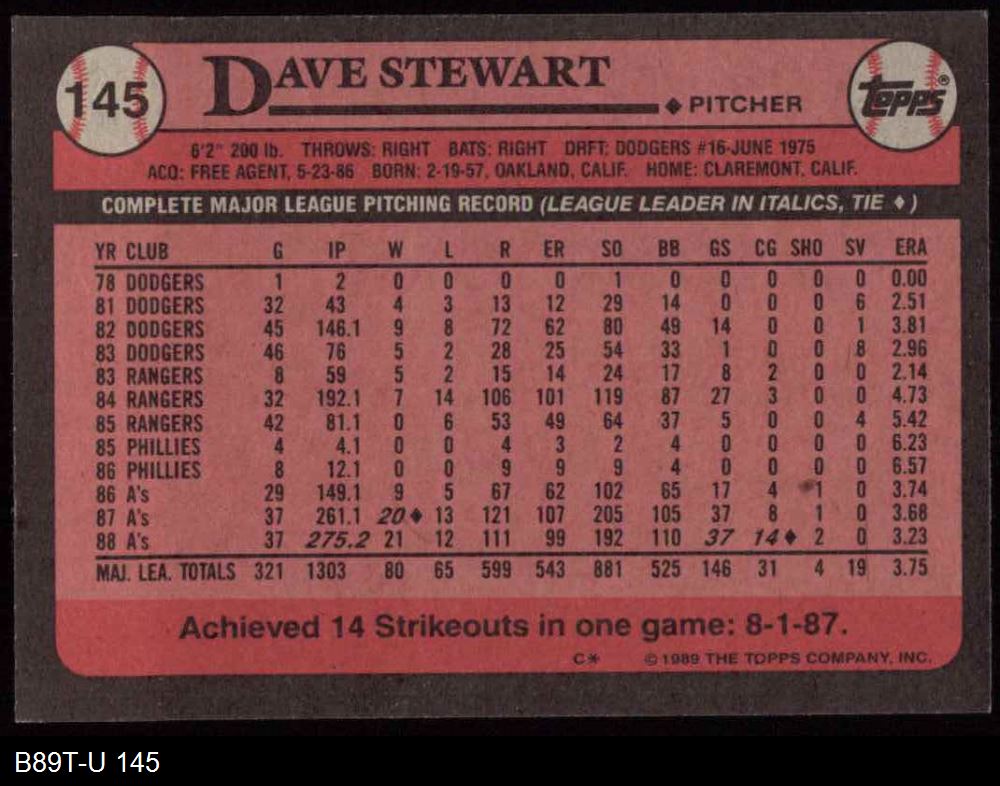 145
DAVE STEWART
◆ PITCHER
TOPPS®
6'2" 200 lb. THROWS: RIGHT BATS: RIGHT DRFT: DODGERS #16-JUNE 1975
ACQ: FREE AGENT, 5-23-86 BORN: 2-19-57, OAKLAND, CALIF. HOME: CLAREMONT, CALIF.
COMPLETE MAJOR LEAGUE PITCHING RECORD (LEAGUE LEADER IN ITALICS, TIE ◆)
YR CLUB G IP W L R ER SO BB GS CG SHO SV ERA
78 DODGERS 1 2 0 0 0 0 1 0 0 0 0 0 0.00
81 DODGERS 32 43 4 3 13 12 29 14 0 0 0 6 2.51
82 DODGERS 45 146.1 9 8 72 62 80 49 14 0 0 1 3.81
83 DODGERS 46 76 5 2 28 25 54 33 1 0 0 8 2.96
83 RANGERS 8 59 5 2 15 14 24 17 8 2 0 0 2.14
84 RANGERS 32 192.1 7 14 106 101 119 87 27 3 0 0 4.73
85 RANGERS 42 81.1 0 6 53 49 64 37 5 0 0 4 5.42
85 PHILLIES 4 4.1 0 0 4 3 2 4 0 0 0 0 6.23
86 PHILLIES 8 12.1 0 0 9 9 9 4 0 0 0 0 6.57
86 A's 29 149.1 9 5 67 62 102 65 17 4 1 0 3.74
87 A's 37 261.1 20◆ 13 121 107 205 105 37 8 1 0 3.68
88 A's 37 275.2 21 12 111 99 192 110 37 14◆ 2 0 3.23
MAJ. LEA. TOTALS 321 1303 80 65 599 543 881 525 146 31 4 19 3.75
Achieved 14 Strikeouts in one game: 8-1-87.
C* © 1989 THE TOPPS COMPANY, INC.
B89T-U 145